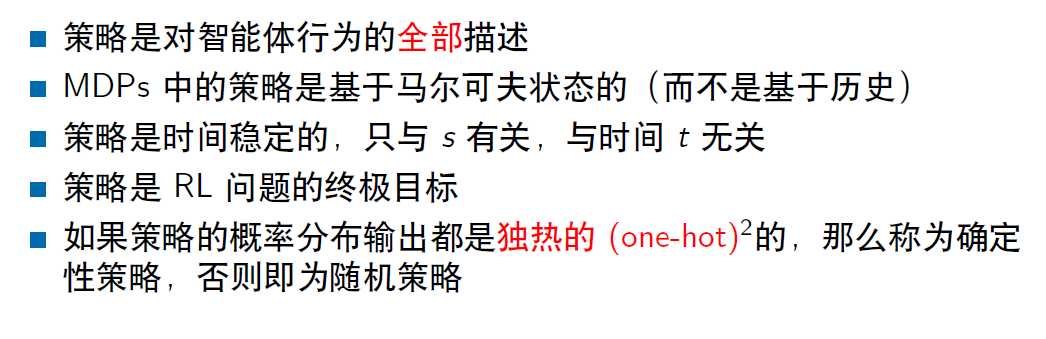 策略是对智能体行为的全部描述
MDPs 中的策略是基于马尔可夫状态的（而不是基于历史）
策略是时间稳定的，只与 s 有关，与时间 t 无关
策略是 RL 问题的终极目标
如果策略的概率分布输出都是独热的 (one-hot)²的，那么称为确定
性策略，否则即为随机策略